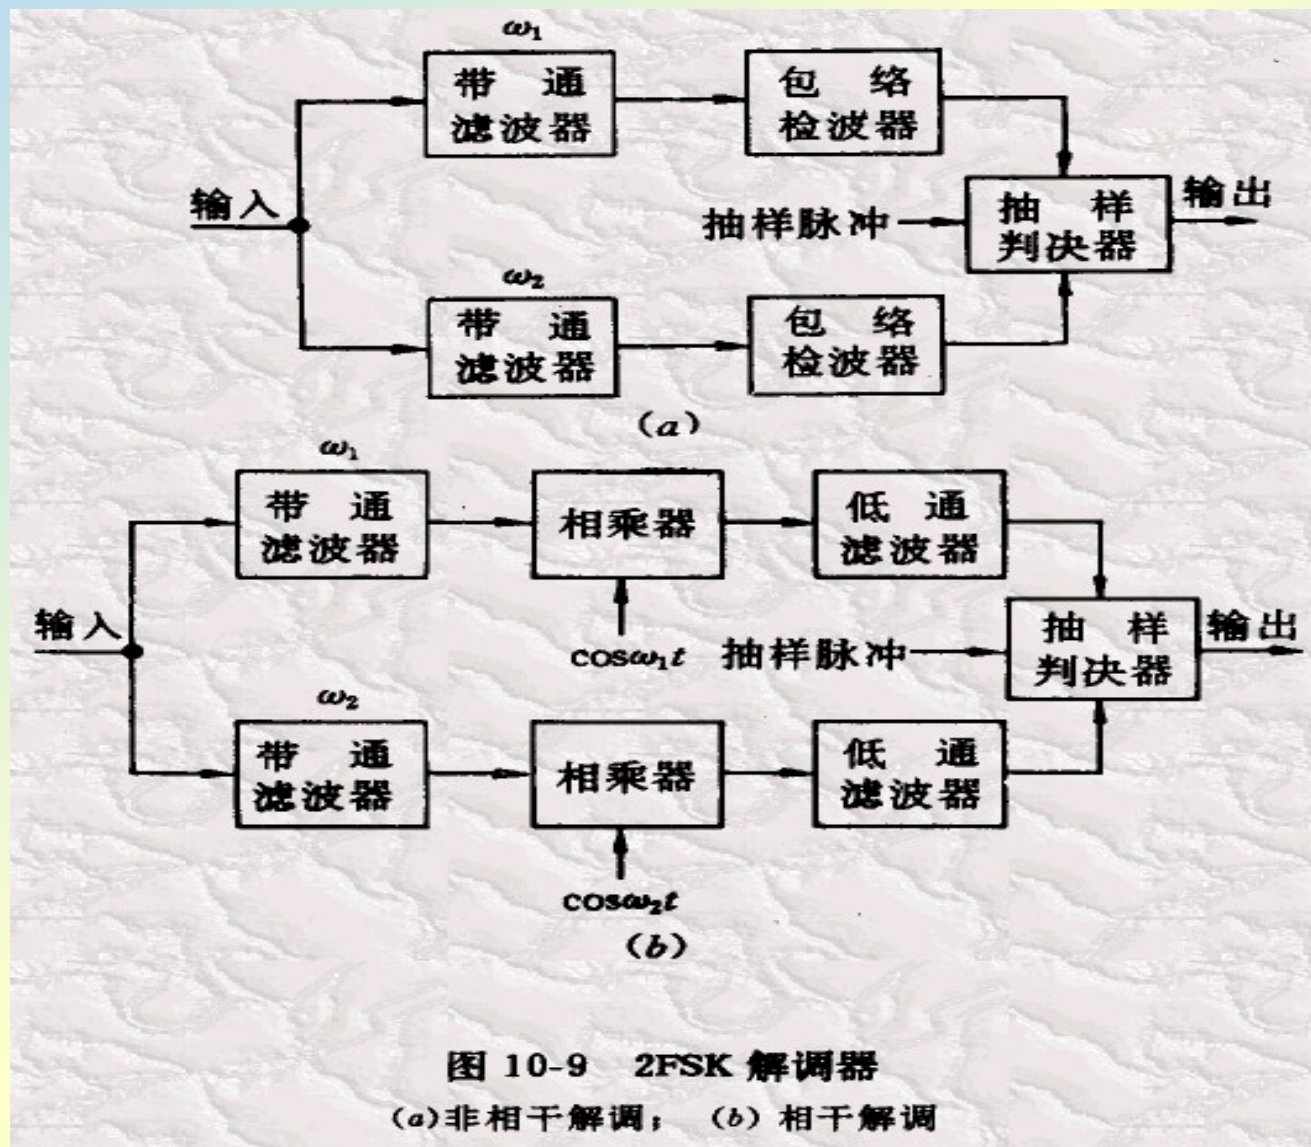 ω₁
带 通
滤波器
包 络
检波器
输入
抽样脉冲
抽 样
判决器
输出
ω₂
带 通
滤波器
包 络
检波器
(a)
ω₁
带 通
滤波器
相乘器
低 通
滤波器
输入
cosω₁t
抽样脉冲
抽 样
判决器
输出
ω₂
带 通
滤波器
相乘器
低 通
滤波器
cosω₂t
(b)
图 10-9 2FSK 解调器
(a)非相干解调; (b) 相干解调